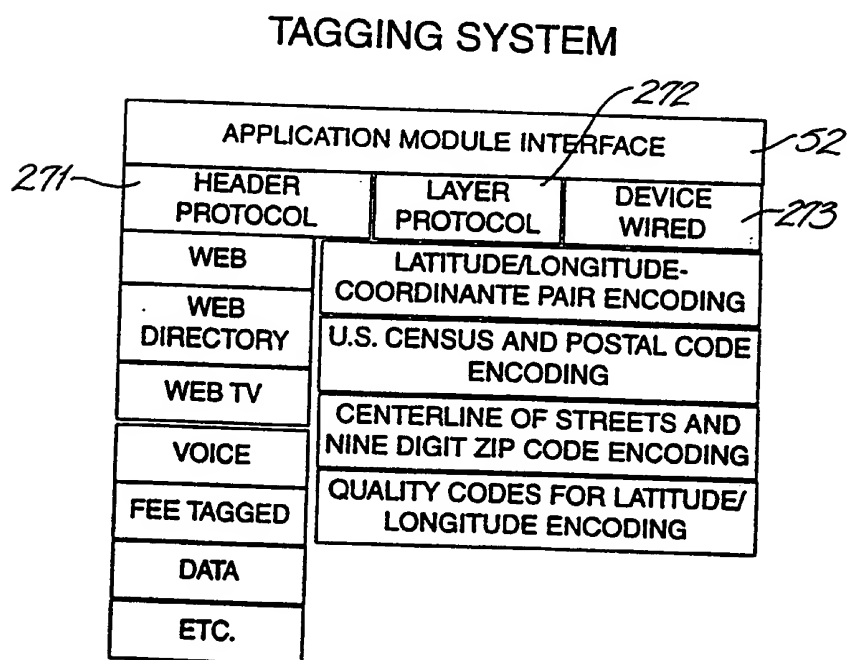 TAGGING SYSTEM
272
APPLICATION MODULE INTERFACE
52
271
HEADER
PROTOCOL
LAYER
PROTOCOL
DEVICE
WIRED
273
WEB
WEB
DIRECTORY
WEB TV
VOICE
FEE TAGGED
DATA
ETC.
LATITUDE/LONGITUDE-
COORDINANTE PAIR ENCODING
U.S. CENSUS AND POSTAL CODE
ENCODING
CENTERLINE OF STREETS AND
NINE DIGIT ZIP CODE ENCODING
QUALITY CODES FOR LATITUDE/
LONGITUDE ENCODING